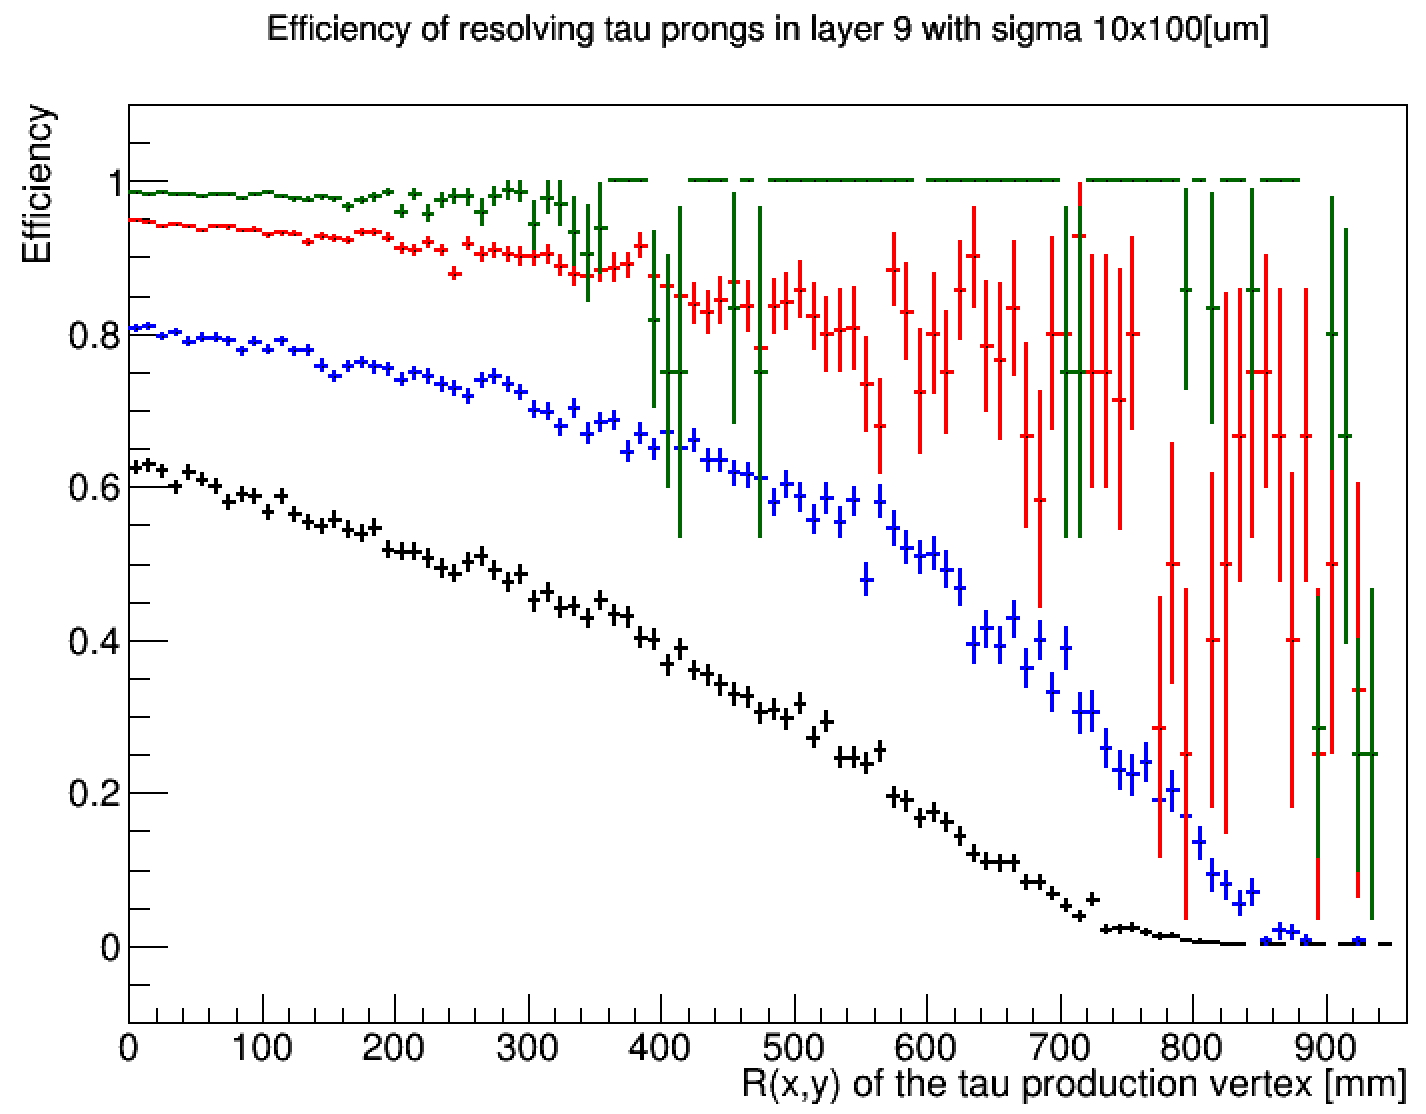 Efficiency of resolving tau prongs in layer 9 with sigma 10x100[um]
Efficiency
1
0.8
0.6
0.4
0.2
0
0 100 200 300 400 500 600 700 800 900
R(x,y) of the tau production vertex [mm]